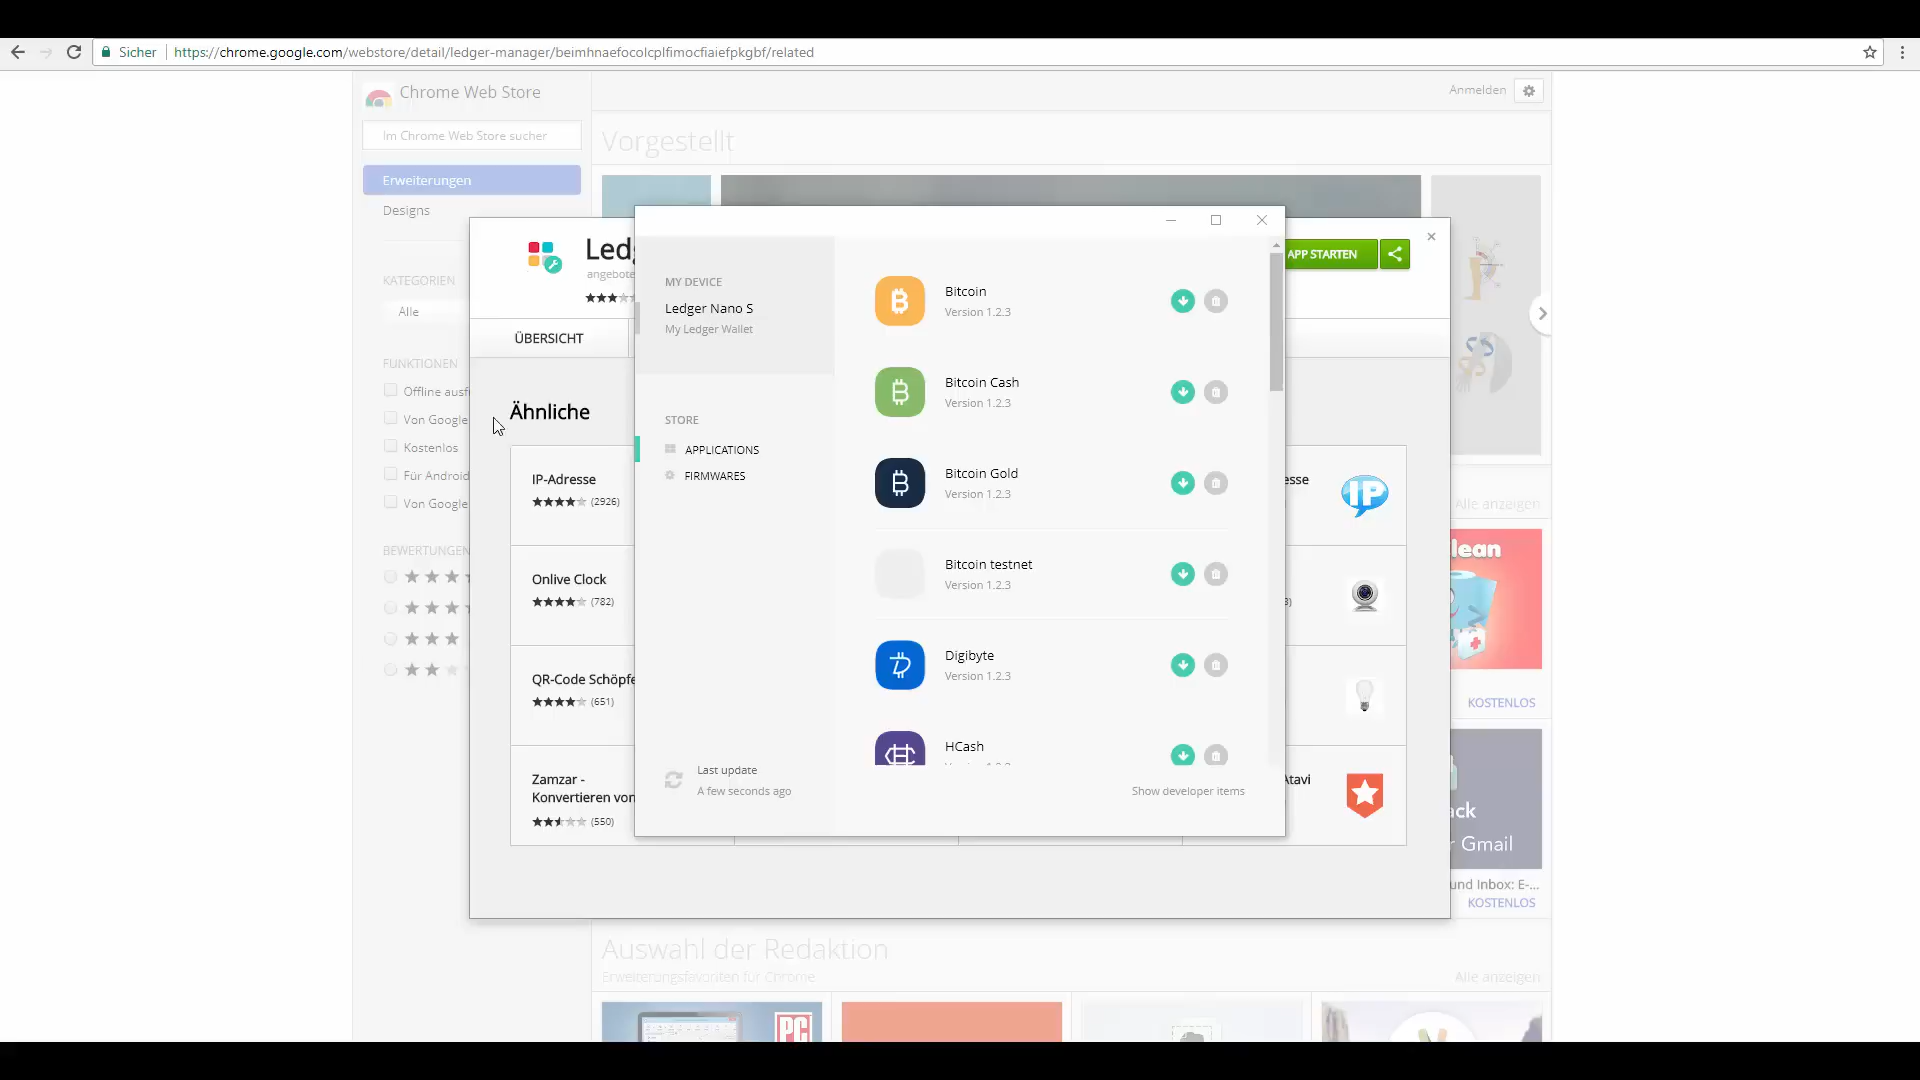 Sicher
https://chrome.google.com/webstore/detail/ledger-manager/beimhnaefocolcplfimocfiaiefpkgbf/related
Chrome Web Store
Anmelden
Im Chrome Web Store sucher
Vorgestellt
Erweiterungen
Designs
KATEGORIEN
Alle
FUNKTIONEN
Offline ausf
Von Google
Kostenlos
Für Android
Von Google
BEWERTUNGEN
Led
angebote
APP STARTEN
ÜBERSICHT
Ähnliche
IP-Adresse
(2926)
Onlive Clock
(782)
QR-Code Schöpfe
(651)
Zamzar -
Konvertieren von
(550)
MY DEVICE
Ledger Nano S
My Ledger Wallet
STORE
APPLICATIONS
FIRMWARES
Last update
A few seconds ago
Bitcoin
Version 1.2.3
Bitcoin Cash
Version 1.2.3
Bitcoin Gold
Version 1.2.3
Bitcoin testnet
Version 1.2.3
Digibyte
Version 1.2.3
HCash
Show developer items
esse
IP
3)
Atavi
Alle anzeigen
lean
KOSTENLOS
ack
r Gmail
und Inbox: E-...
KOSTENLOS
Auswahl der Redaktion
Erweiterungsfavoriten für Chrome
Alle anzeigen
PC